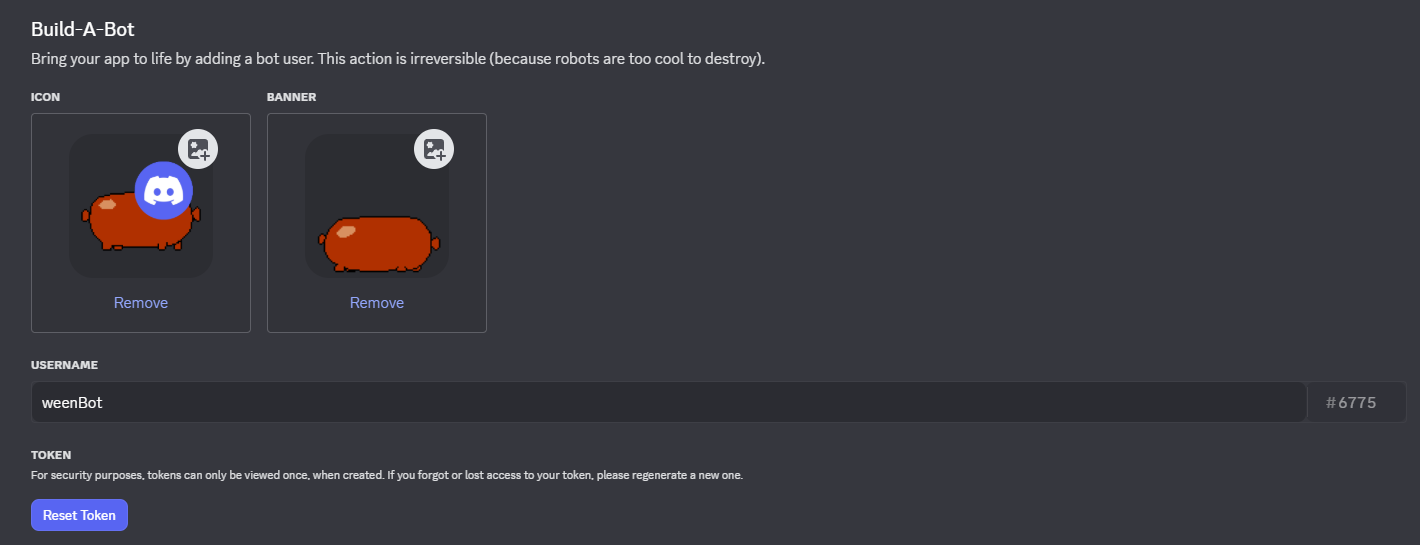 Build-A-Bot
Bring your app to life by adding a bot user. This action is irreversible (because robots are too cool to destroy).
ICON
BANNER
Remove
Remove
USERNAME
weenBot
#6775
TOKEN
For security purposes, tokens can only be viewed once, when created. If you forgot or lost access to your token, please regenerate a new one.
Reset Token